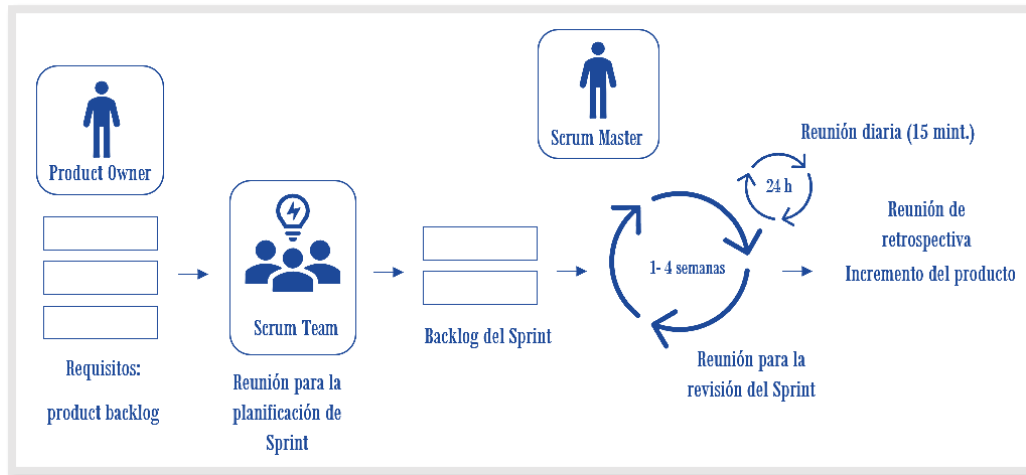 Product Owner
Requisitos:
product backlog
Scrum Team
Reunión para la
planificación de
Sprint
Backlog del Sprint
Scrum Master
1- 4 semanas
24 h
Reunión diaria (15 mint.)
Reunión para la
revisión del Sprint
Reunión de
retrospectiva
Incremento del producto